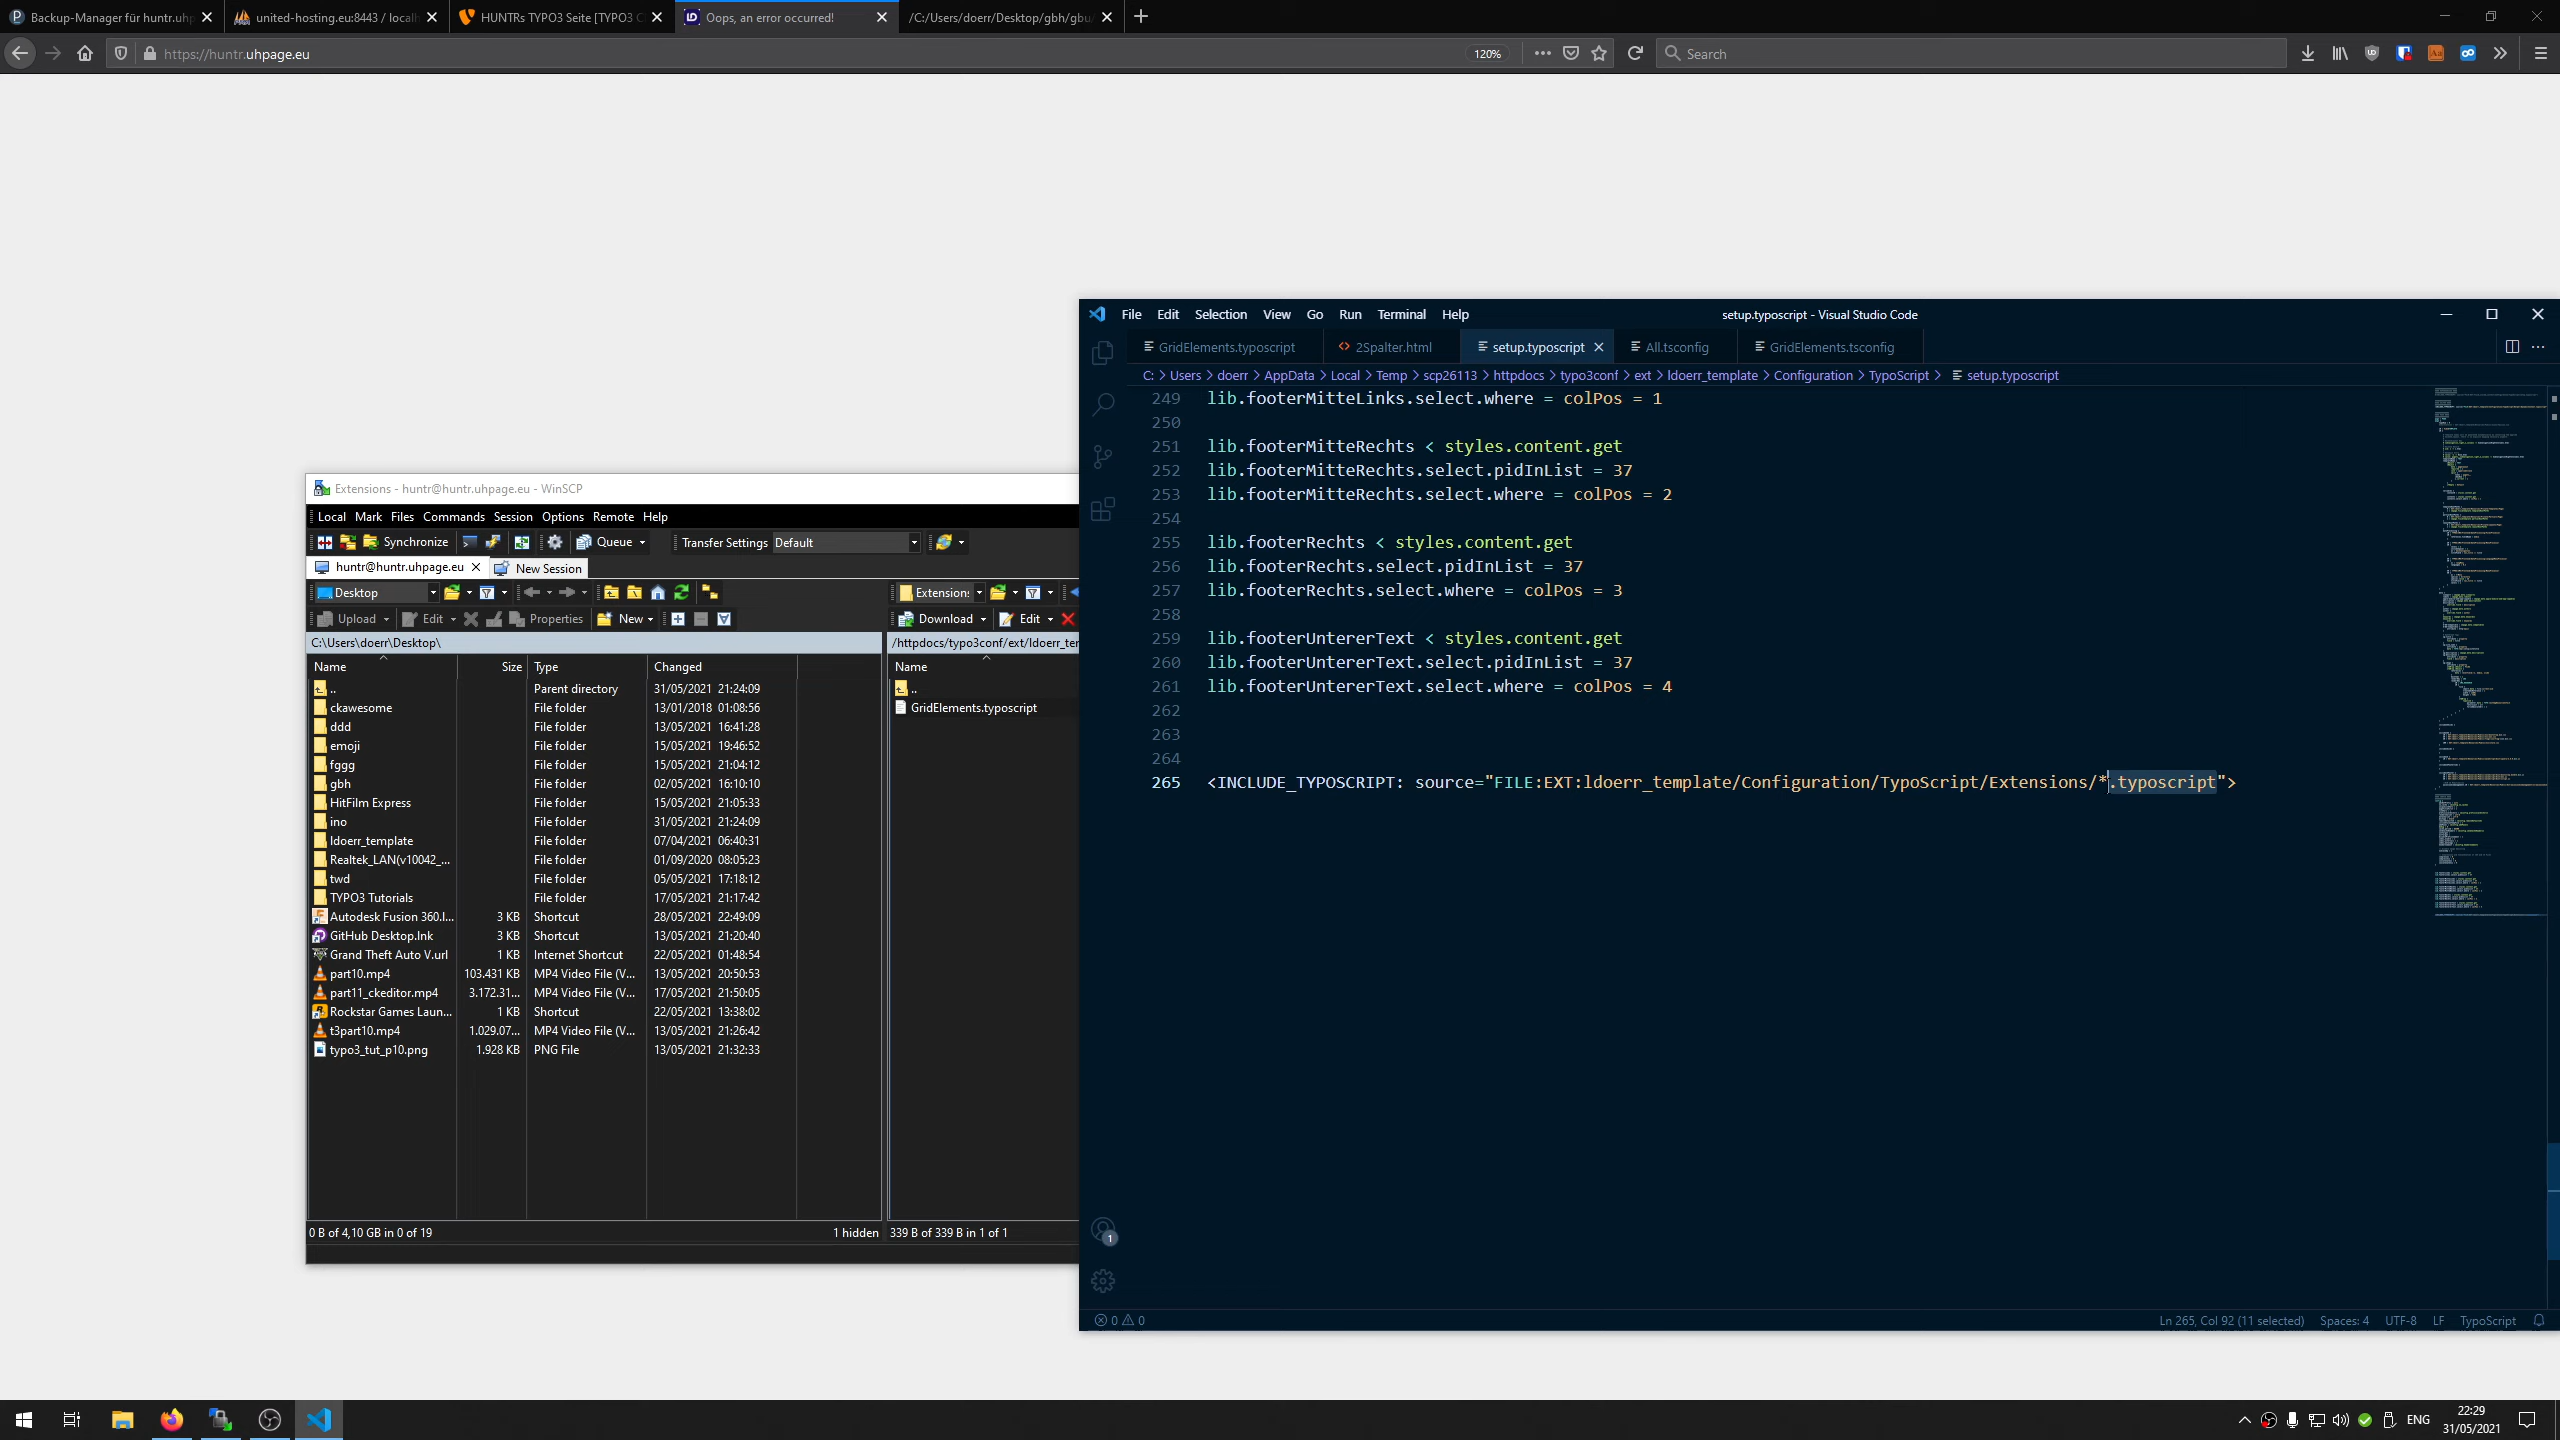 Backup-Manager für huntr.uhp
united-hosting.eu:8443 / localh
HUNTRs TYPO3 Seite [TYPO3 C
Oops, an error occurred!
/C:/Users/doerr/Desktop/gbh/gbu
https://huntr.uhpage.eu
120%
Search
File Edit Selection View Go Run Terminal Help
setup.typoscript - Visual Studio Code
GridElements.typoscript
2Spalter.html
setup.typoscript
All.tsconfig
GridElements.tsconfig
C: > Users > doerr > AppData > Local > Temp > scp26113 > httpdocs > typo3conf > ext > ldoerr_template > Configuration > TypoScript > setup.typoscript
249 lib.footerMitteLinks.select.where = colPos = 1
250
251 lib.footerMitteRechts < styles.content.get
252 lib.footerMitteRechts.select.pidInList = 37
253 lib.footerMitteRechts.select.where = colPos = 2
254
255 lib.footerRechts < styles.content.get
256 lib.footerRechts.select.pidInList = 37
257 lib.footerRechts.select.where = colPos = 3
258
259 lib.footerUntererText < styles.content.get
260 lib.footerUntererText.select.pidInList = 37
261 lib.footerUntererText.select.where = colPos = 4
262
263
264
265 <INCLUDE_TYPOSCRIPT: source="FILE:EXT:ldoerr_template/Configuration/TypoScript/Extensions/*.typoscript">
1
0 0
Ln 265, Col 92 (11 selected) Spaces: 4 UTF-8 LF TypoScript
Extensions - huntr@huntr.uhpage.eu - WinSCP
Local Mark Files Commands Session Options Remote Help
Synchronize Queue Transfer Settings Default
huntr@huntr.uhpage.eu New Session
Desktop Extension:
Upload Edit Properties New Download Edit
C:\Users\doerr\Desktop\ /httpdocs/typo3conf/ext/ldoerr_ter
Name Size Type Changed Name
.. Parent directory 31/05/2021 21:24:09 ..
ckawesome File folder 13/01/2018 01:08:56 GridElements.typoscript
ddd File folder 13/05/2021 16:41:28
emoji File folder 15/05/2021 19:46:52
fggg File folder 15/05/2021 21:04:12
gbh File folder 02/05/2021 16:10:10
HitFilm Express File folder 15/05/2021 21:05:33
ino File folder 31/05/2021 21:24:09
ldoerr_template File folder 07/04/2021 06:40:31
Realtek_LAN(v10042_... File folder 01/09/2020 08:05:23
twd File folder 05/05/2021 17:18:12
TYPO3 Tutorials File folder 17/05/2021 21:17:42
Autodesk Fusion 360.l... 3 KB Shortcut 28/05/2021 22:49:09
GitHub Desktop.lnk 3 KB Shortcut 13/05/2021 21:20:40
Grand Theft Auto V.url 1 KB Internet Shortcut 22/05/2021 01:48:54
part10.mp4 103.431 KB MP4 Video File (V... 13/05/2021 20:50:53
part11_ckeditor.mp4 3.172.31... MP4 Video File (V... 17/05/2021 21:50:05
Rockstar Games Laun... 1 KB Shortcut 22/05/2021 13:38:02
t3part10.mp4 1.029.07... MP4 Video File (V... 13/05/2021 21:26:42
typo3_tut_p10.png 1.928 KB PNG File 13/05/2021 21:32:33
0 B of 4,10 GB in 0 of 19 1 hidden 339 B of 339 B in 1 of 1
ENG
22:29
31/05/2021